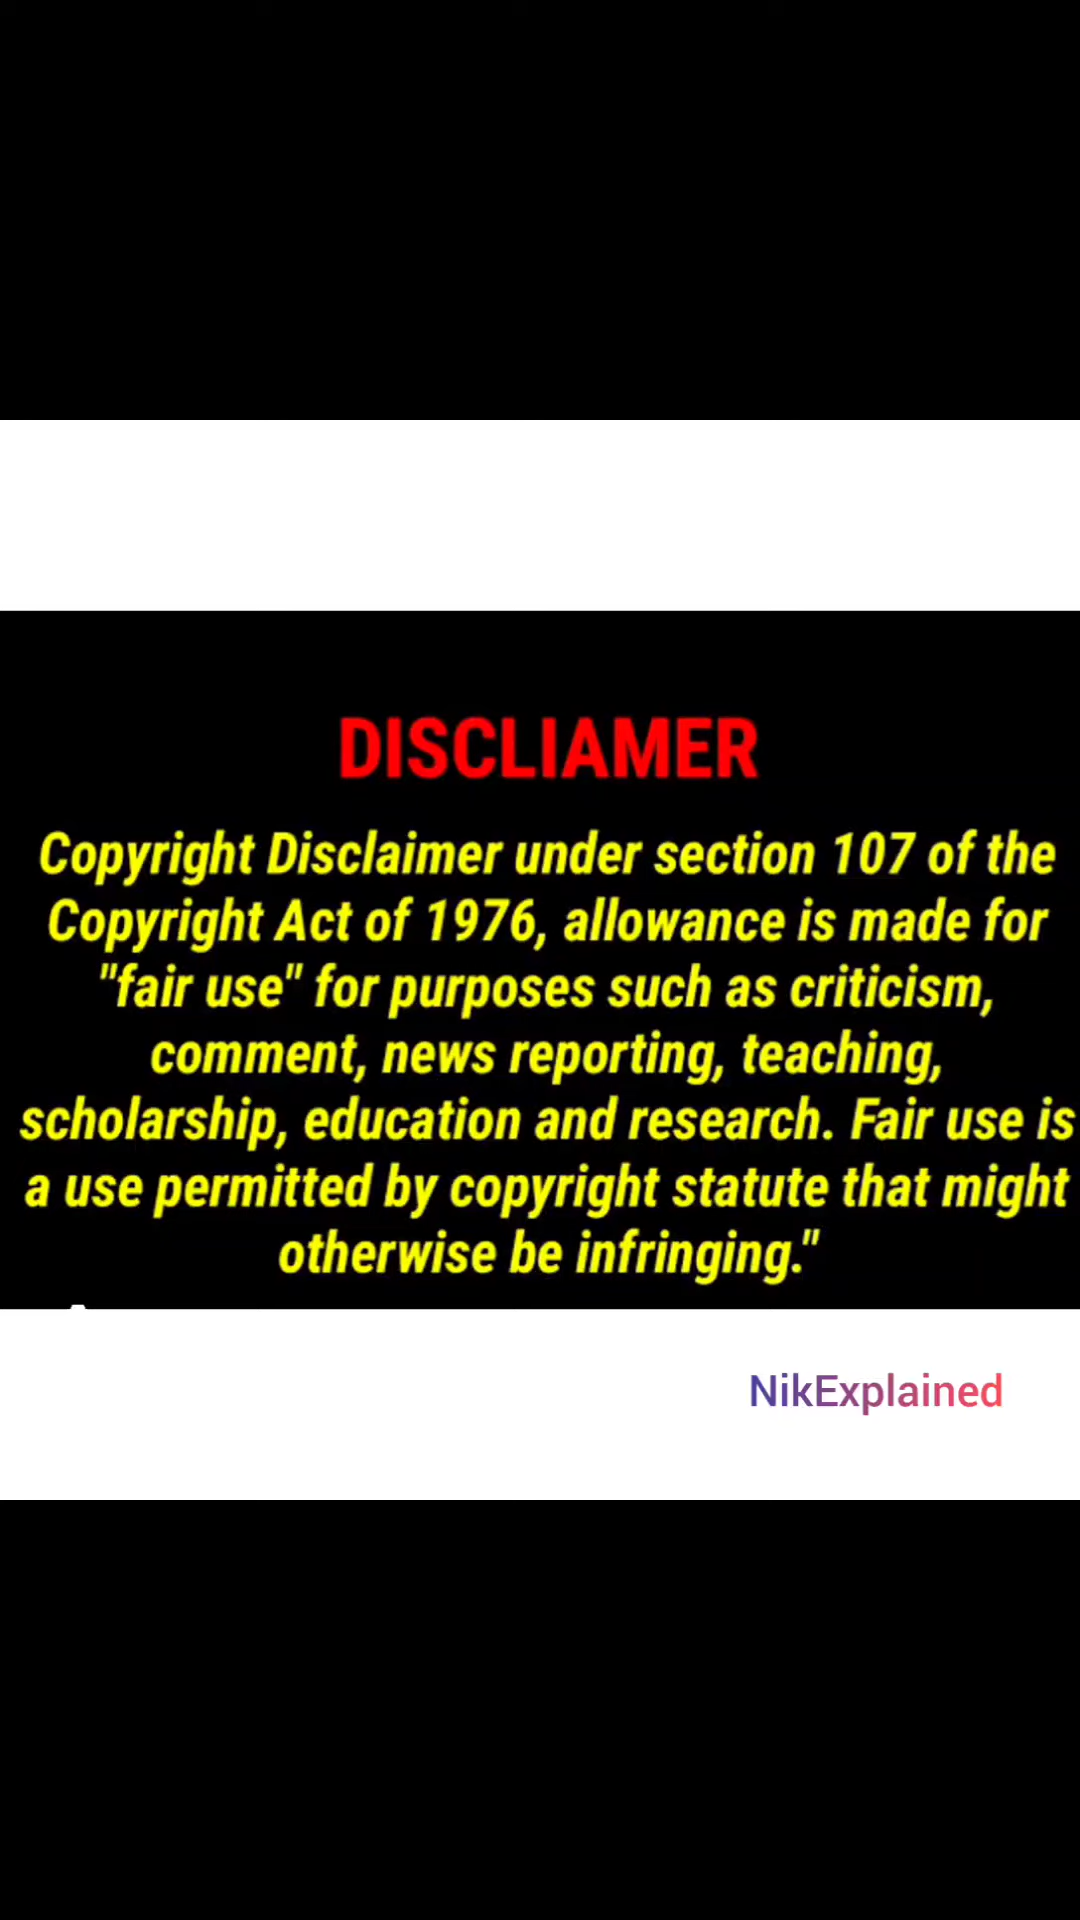 DISCLIAMER
Copyright Disclaimer under section 107 of the
Copyright Act of 1976, allowance is made for
"fair use" for purposes such as criticism,
comment, news reporting, teaching,
scholarship, education and research. Fair use is
a use permitted by copyright statute that might
otherwise be infringing."
NikExplained